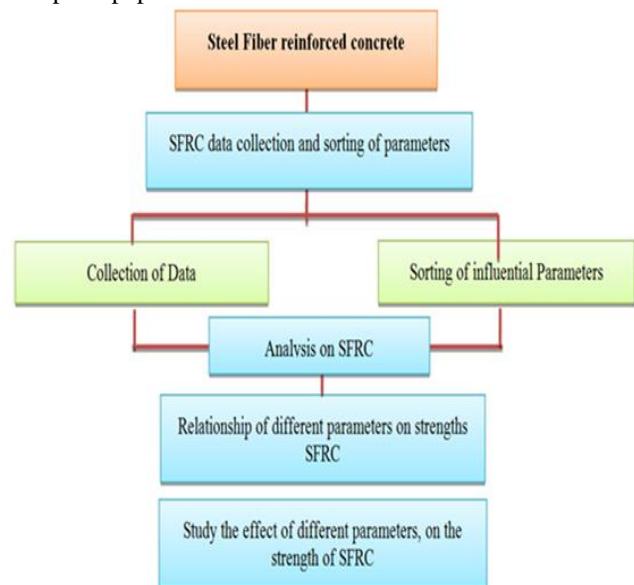 Steel Fiber reinforced concrete
SFRC data collection and sorting of parameters
Collection of Data
Sorting of influential Parameters
Analysis on SFRC
Relationship of different parameters on strengths
SFRC
Study the effect of different parameters, on the
strength of SFRC